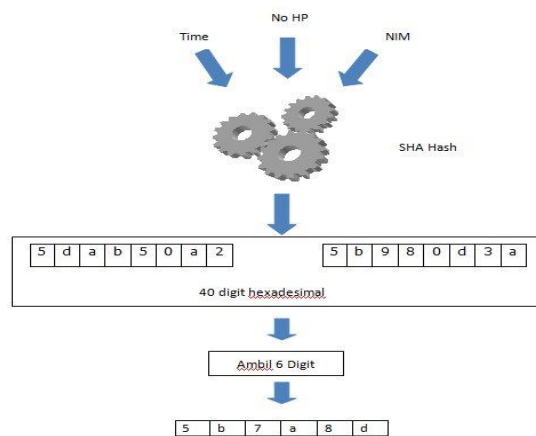 No HP
Time NIM
SHA Hash
5 d a b 5 0 a 2 5 b 9 8 0 d 3 a
40 digit hexadesimal
Ambil 6 Digit
5 b 7 a 8 d